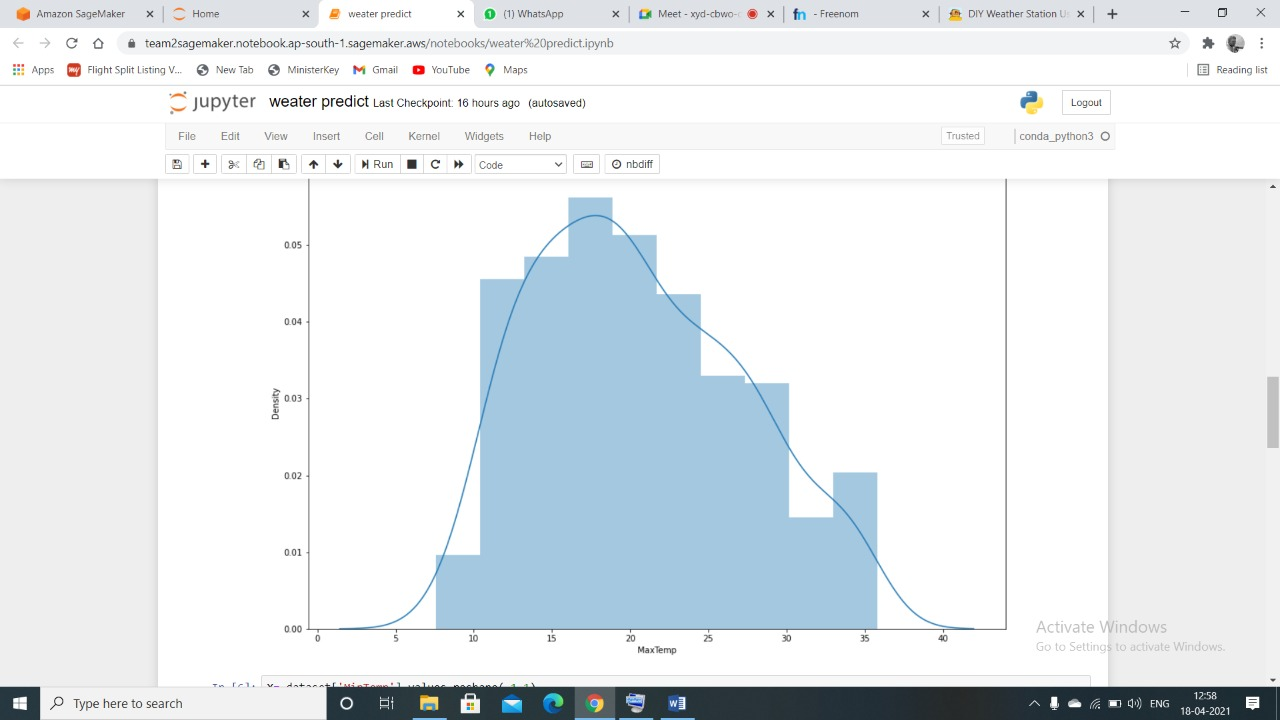 Amazon SageMaker
Home
weater predict
(1) WhatsApp
Meet - xyd-cbwo-
- Freenom
DIY Weather Station U
team2sagemaker.notebook.ap-south-1.sagemaker.aws/notebooks/weater%20predict.ipynb
Apps
Flight Split Listing V...
New Tab
MinisterKey
Gmail
YouTube
Maps
Reading list
jupyter weater predict Last Checkpoint: 16 hours ago (autosaved)
Logout
File Edit View Insert Cell Kernel Widgets Help
Trusted
conda_python3
Run
Code
nbdiff
0.05
0.04
0.03
0.02
0.01
0.00
Density
0 5 10 15 20 25 30 35 40
MaxTemp
Activate Windows
Go to Settings to activate Windows.
Type here to search
ENG
12:58
18-04-2021